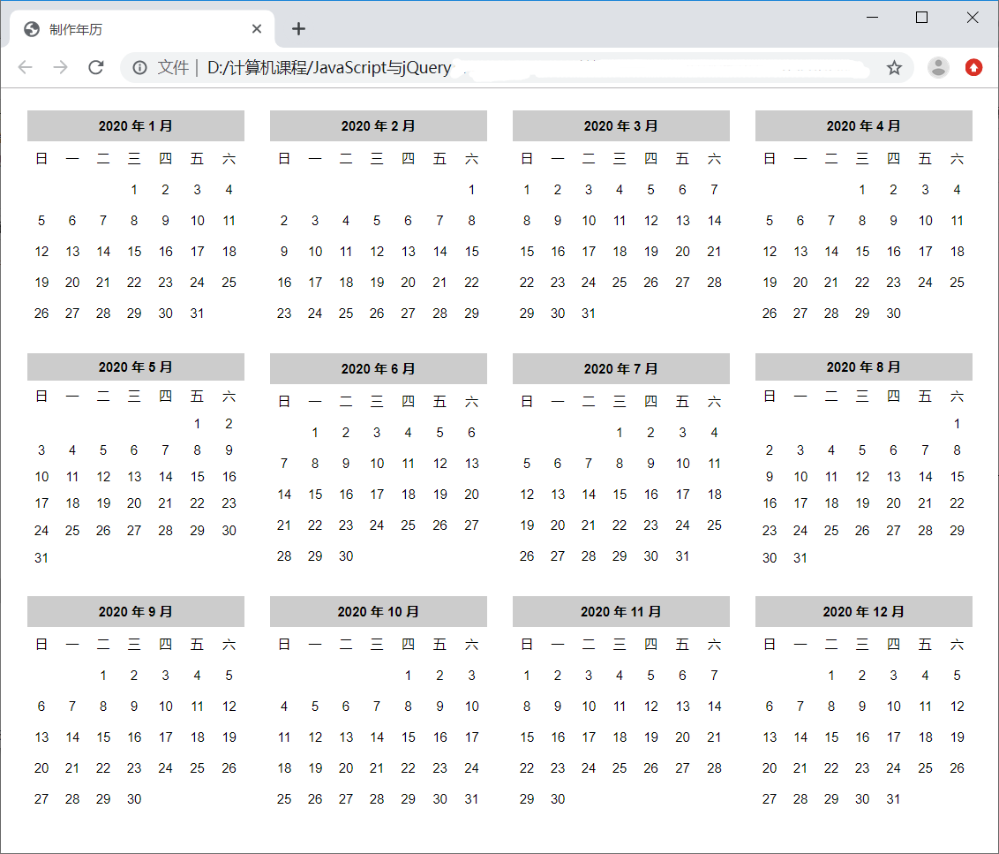 制作年历
文件 | D:/计算机课程/JavaScript与jQuery
2020 年 1 月
日 一 二 三 四 五 六
1 2 3 4
5 6 7 8 9 10 11
12 13 14 15 16 17 18
19 20 21 22 23 24 25
26 27 28 29 30 31
2020 年 2 月
日 一 二 三 四 五 六
1
2 3 4 5 6 7 8
9 10 11 12 13 14 15
16 17 18 19 20 21 22
23 24 25 26 27 28 29
2020 年 3 月
日 一 二 三 四 五 六
1 2 3 4 5 6 7
8 9 10 11 12 13 14
15 16 17 18 19 20 21
22 23 24 25 26 27 28
29 30 31
2020 年 4 月
日 一 二 三 四 五 六
1 2 3 4
5 6 7 8 9 10 11
12 13 14 15 16 17 18
19 20 21 22 23 24 25
26 27 28 29 30
2020 年 5 月
日 一 二 三 四 五 六
1 2
3 4 5 6 7 8 9
10 11 12 13 14 15 16
17 18 19 20 21 22 23
24 25 26 27 28 29 30
31
2020 年 6 月
日 一 二 三 四 五 六
1 2 3 4 5 6
7 8 9 10 11 12 13
14 15 16 17 18 19 20
21 22 23 24 25 26 27
28 29 30
2020 年 7 月
日 一 二 三 四 五 六
1 2 3 4
5 6 7 8 9 10 11
12 13 14 15 16 17 18
19 20 21 22 23 24 25
26 27 28 29 30 31
2020 年 8 月
日 一 二 三 四 五 六
1
2 3 4 5 6 7 8
9 10 11 12 13 14 15
16 17 18 19 20 21 22
23 24 25 26 27 28 29
30 31
2020 年 9 月
日 一 二 三 四 五 六
1 2 3 4 5
6 7 8 9 10 11 12
13 14 15 16 17 18 19
20 21 22 23 24 25 26
27 28 29 30
2020 年 10 月
日 一 二 三 四 五 六
1 2 3
4 5 6 7 8 9 10
11 12 13 14 15 16 17
18 19 20 21 22 23 24
25 26 27 28 29 30 31
2020 年 11 月
日 一 二 三 四 五 六
1 2 3 4 5 6 7
8 9 10 11 12 13 14
15 16 17 18 19 20 21
22 23 24 25 26 27 28
29 30
2020 年 12 月
日 一 二 三 四 五 六
1 2 3 4 5
6 7 8 9 10 11 12
13 14 15 16 17 18 19
20 21 22 23 24 25 26
27 28 29 30 31